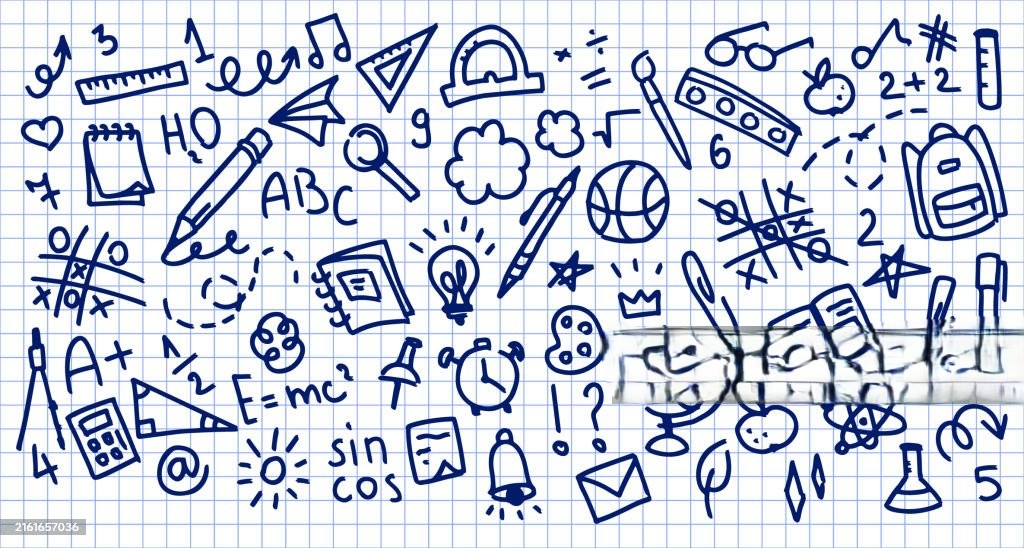 3 1
2+2
H₂O 9
6
7 ABC
2
A+ 1/2
E=mc² ! ?
4 @ sin
cos 5
2161657036